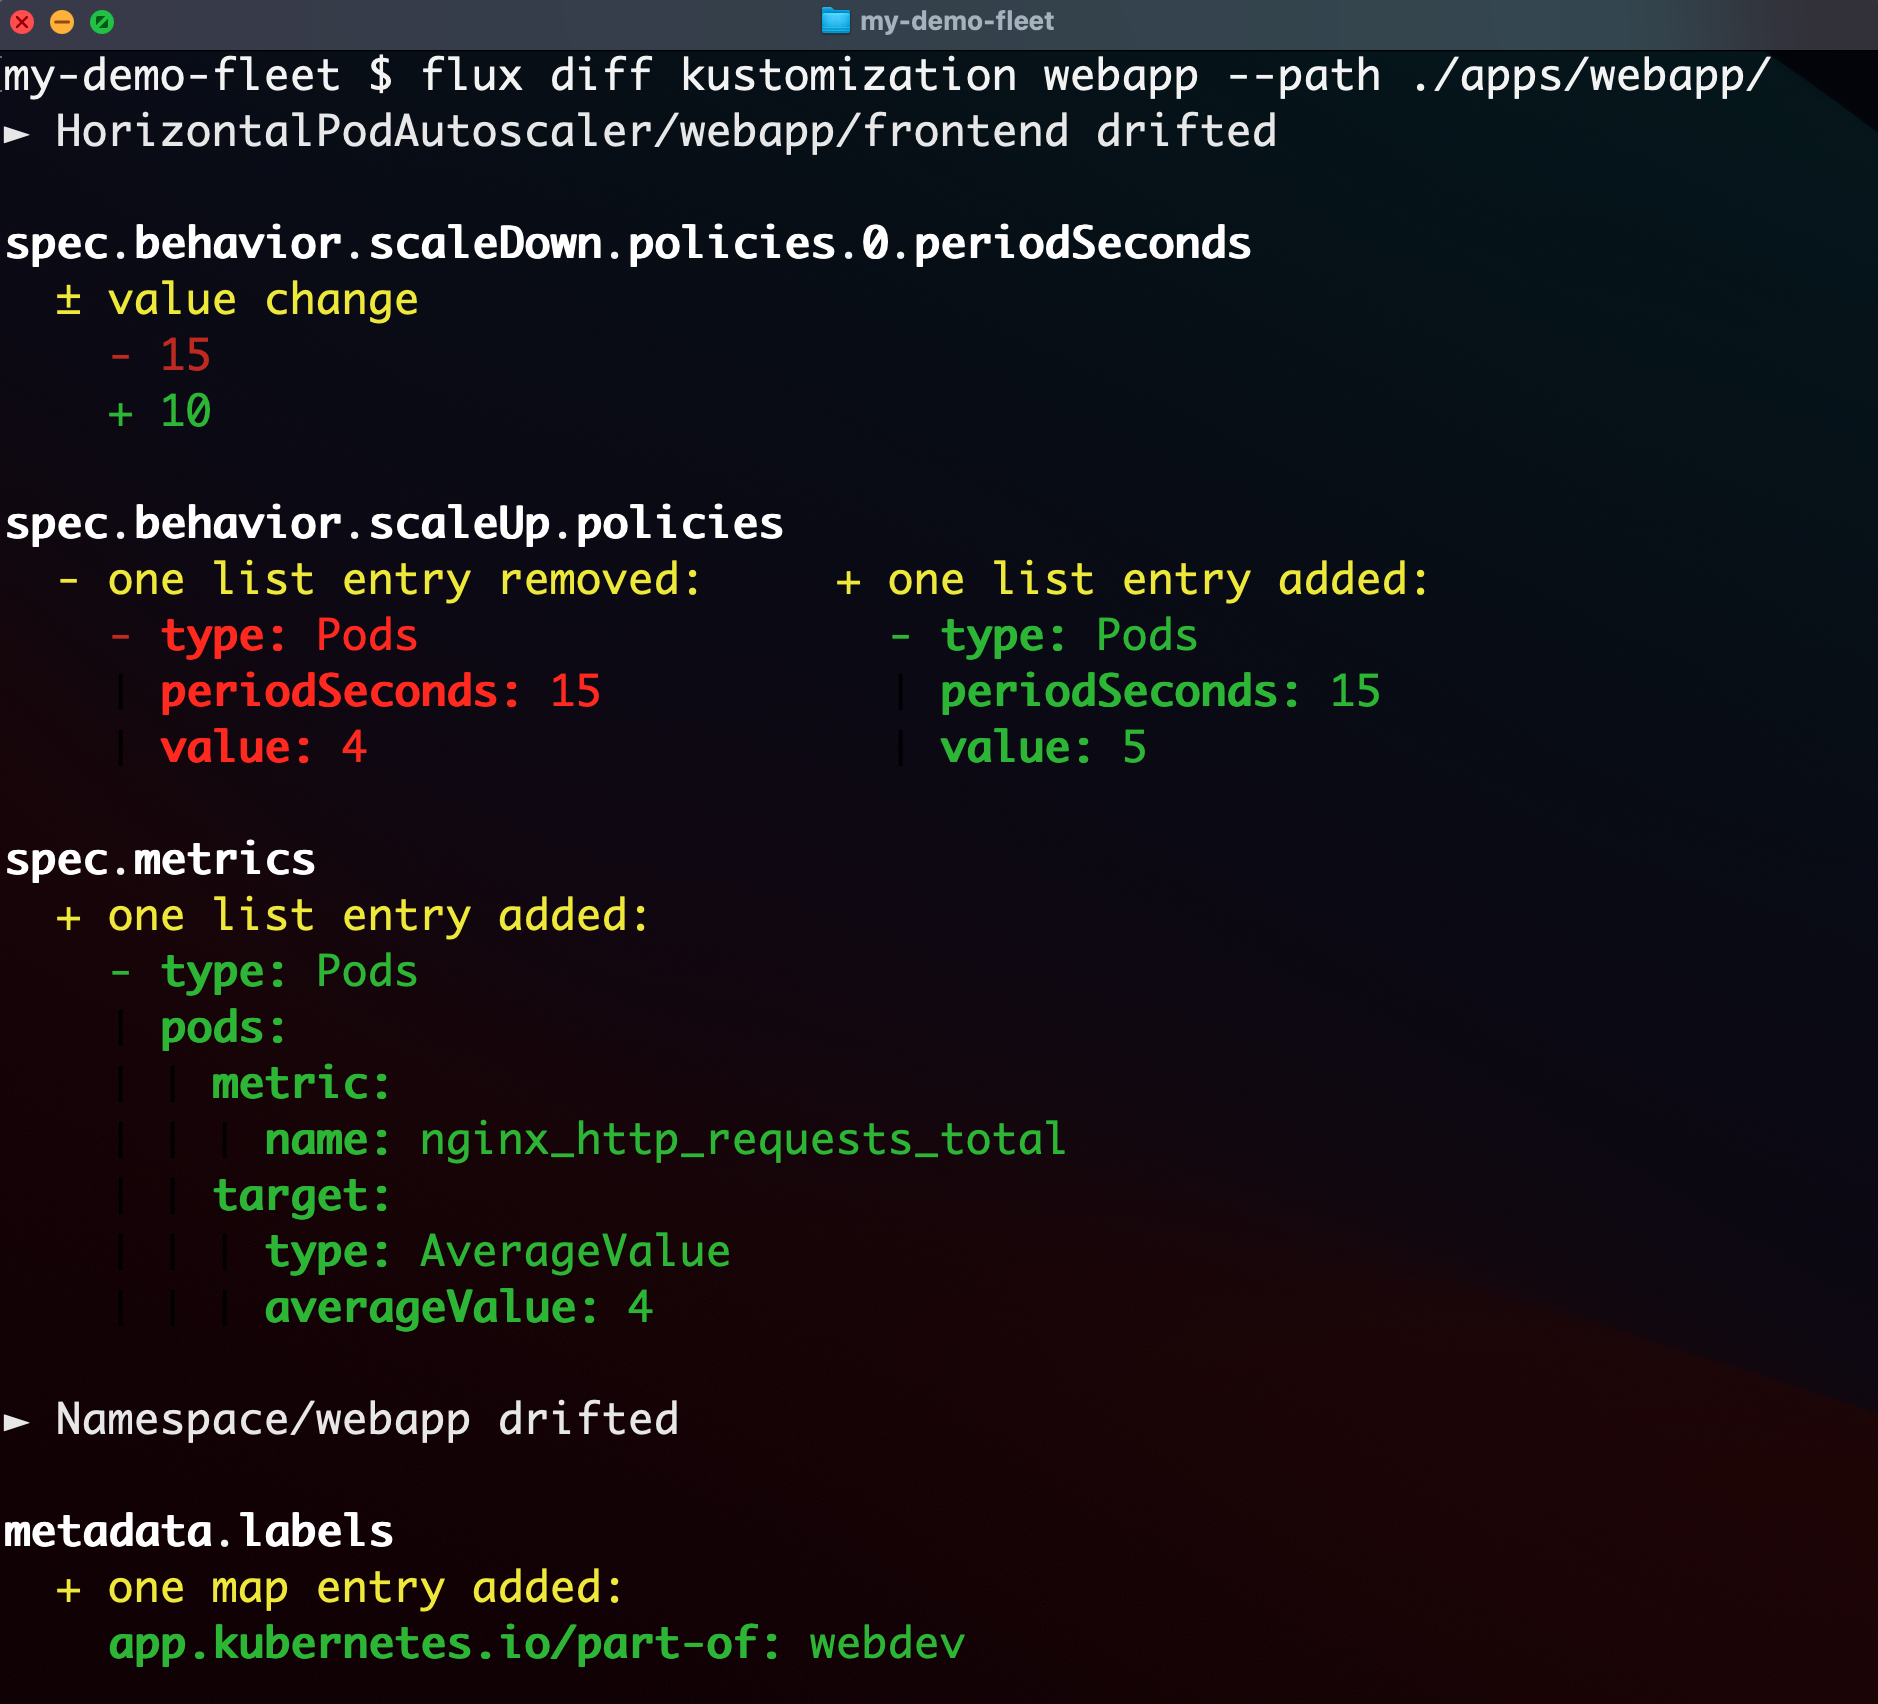 my-demo-fleet
my-demo-fleet $ flux diff kustomization webapp --path ./apps/webapp/
► HorizontalPodAutoscaler/webapp/frontend drifted
spec.behavior.scaleDown.policies.0.periodSeconds
± value change
- 15
+ 10
spec.behavior.scaleUp.policies
- one list entry removed:     + one list entry added:
- type: Pods                  - type: Pods
| periodSeconds: 15           | periodSeconds: 15
| value: 4                    | value: 5
spec.metrics
+ one list entry added:
- type: Pods
| pods:
| | metric:
| | | name: nginx_http_requests_total
| | target:
| | | type: AverageValue
| | | averageValue: 4
► Namespace/webapp drifted
metadata.labels
+ one map entry added:
app.kubernetes.io/part-of: webdev